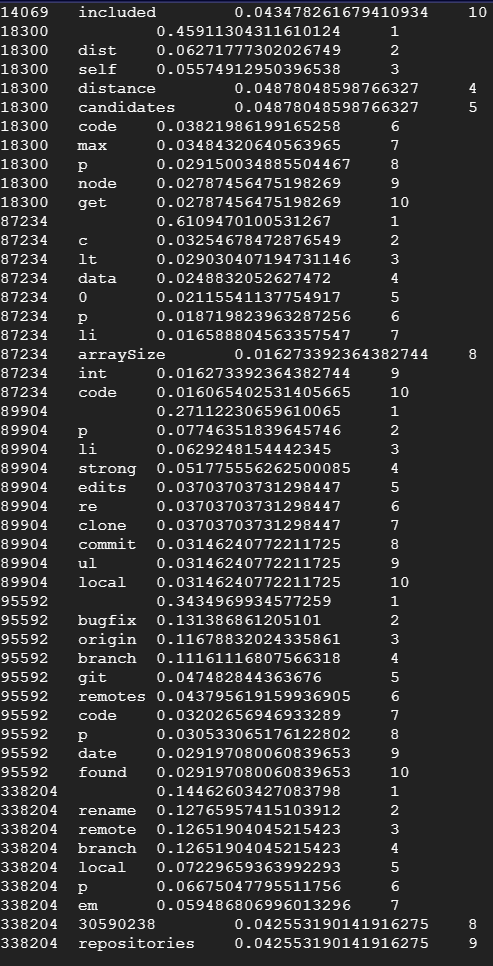 14069 included 0.043478261679410934 10
18300 0.45911304311610124 1
18300 dist 0.06271777302026749 2
18300 self 0.05574912950396538 3
18300 distance 0.04878048598766327 4
18300 candidates 0.04878048598766327 5
18300 code 0.03821986199165258 6
18300 max 0.03484320640563965 7
18300 p 0.029150034885504467 8
18300 node 0.02787456475198269 9
18300 get 0.02787456475198269 10
87234 0.6109470100531267 1
87234 c 0.03254678472876549 2
87234 lt 0.029030407194731146 3
87234 data 0.0248832052627472 4
87234 0 0.02115541137754917 5
87234 p 0.018719823963287256 6
87234 li 0.016588804563357547 7
87234 arraySize 0.016273392364382744 8
87234 int 0.016273392364382744 9
87234 code 0.016065402531405665 10
89904 0.27112230659610065 1
89904 p 0.07746351839645746 2
89904 li 0.0629248154442345 3
89904 strong 0.051775556262500085 4
89904 edits 0.03703703731298447 5
89904 re 0.03703703731298447 6
89904 clone 0.03703703731298447 7
89904 commit 0.03146240772211725 8
89904 ul 0.03146240772211725 9
89904 local 0.03146240772211725 10
95592 0.3434969934577259 1
95592 bugfix 0.131386861205101 2
95592 origin 0.11678832024335861 3
95592 branch 0.11161116807566318 4
95592 git 0.047482844363676 5
95592 remotes 0.043795619159936905 6
95592 code 0.03202656946933289 7
95592 p 0.030533065176122802 8
95592 date 0.029197080060839653 9
95592 found 0.029197080060839653 10
338204 0.14462603427083798 1
338204 rename 0.12765957415103912 2
338204 remote 0.12651904045215423 3
338204 branch 0.12651904045215423 4
338204 local 0.07229659363992293 5
338204 p 0.06675047795511756 6
338204 em 0.059486806996013296 7
338204 30590238 0.042553190141916275 8
338204 repositories 0.042553190141916275 9